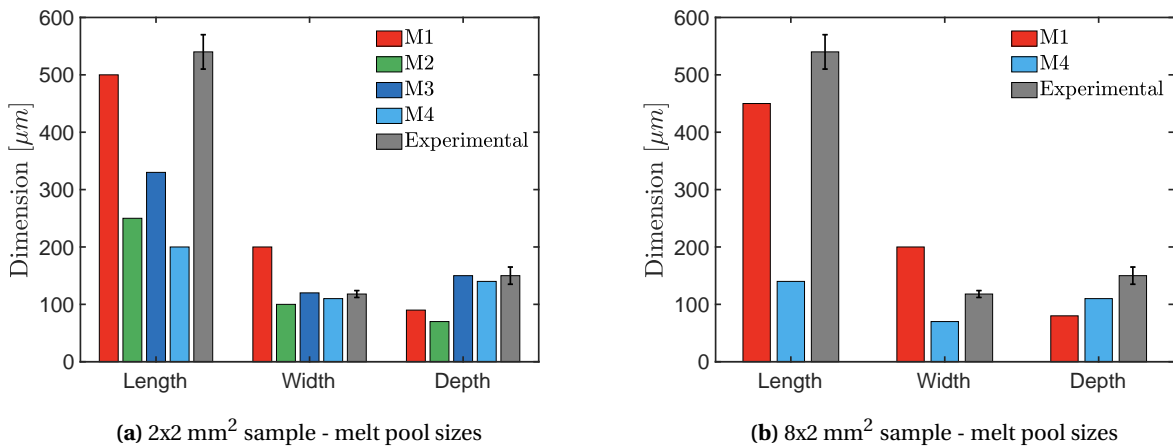 600
500
400
300
200
100
0
Dimension [μm]
M1
M2
M3
M4
Experimental
Length Width Depth
(a) 2x2 mm² sample - melt pool sizes
600
500
400
300
200
100
0
Dimension [μm]
M1
M4
Experimental
Length Width Depth
(b) 8x2 mm² sample - melt pool sizes